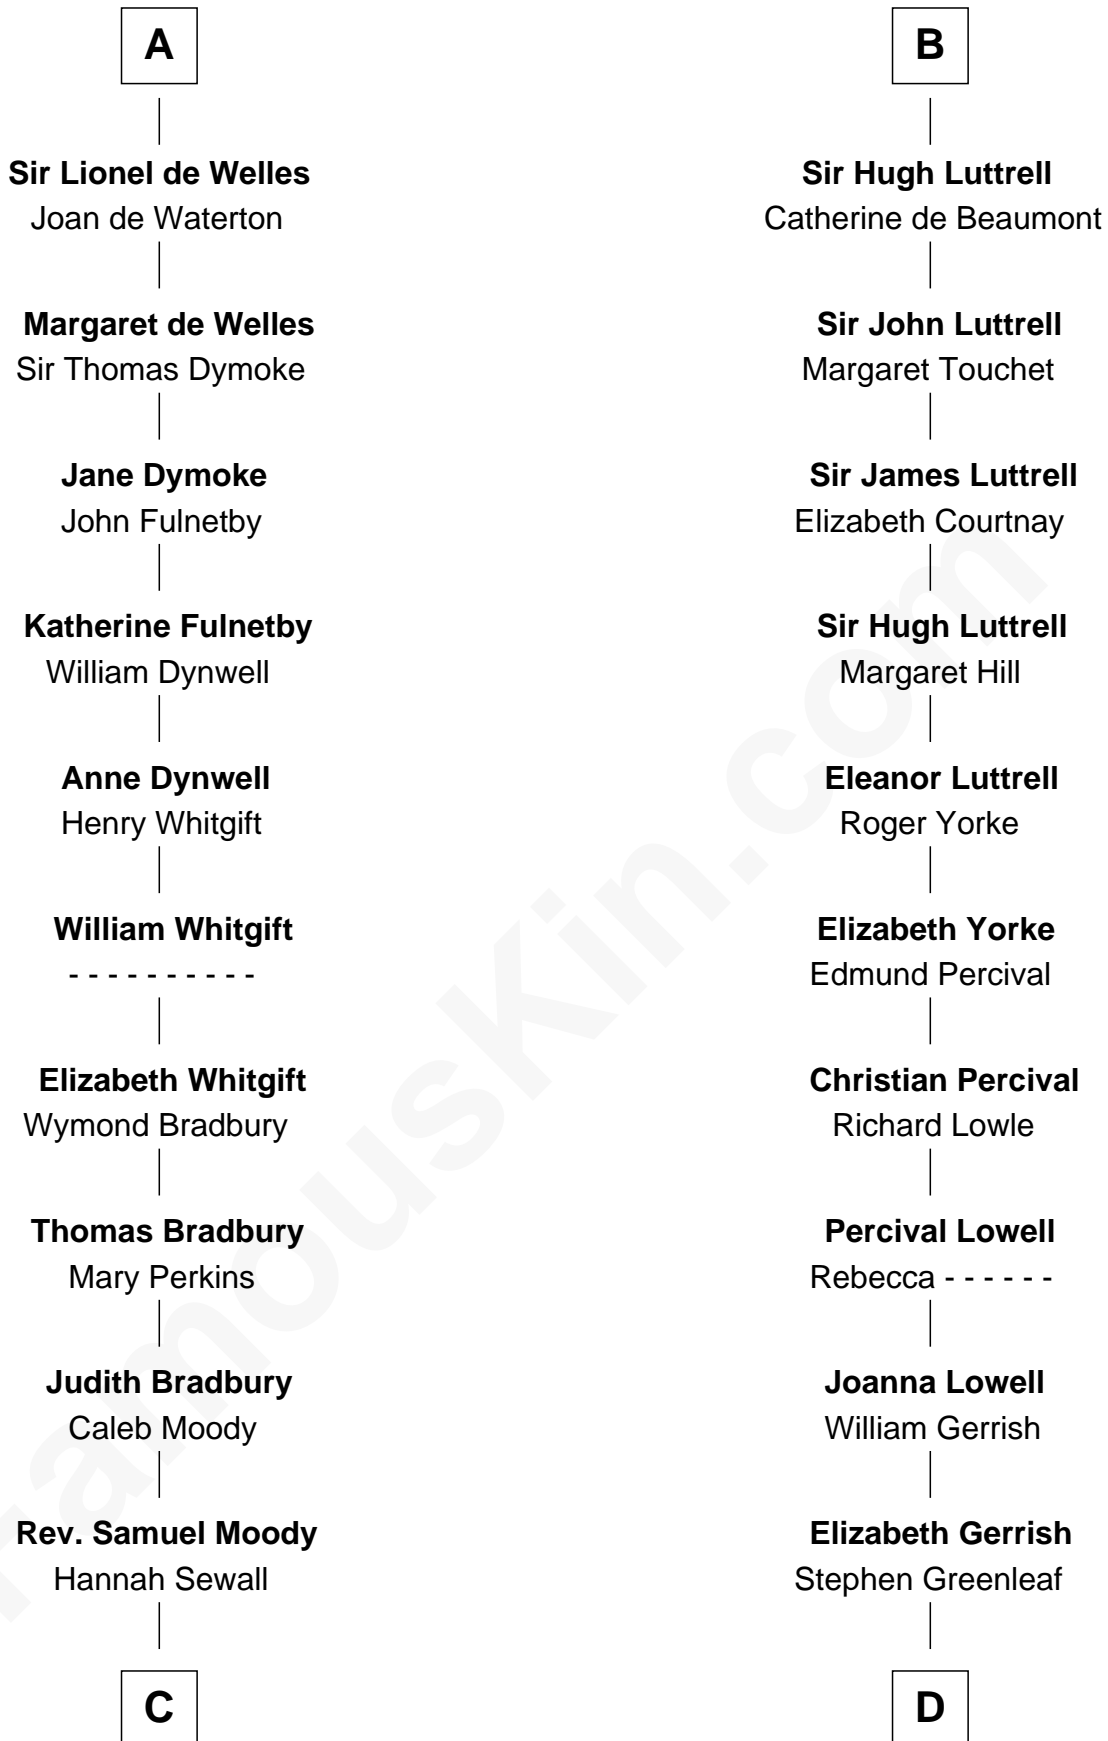 A
Sir Lionel de Welles
Joan de Waterton
Margaret de Welles
Sir Thomas Dymoke
Jane Dymoke
John Fulnetby
Katherine Fulnetby
William Dynwell
Anne Dynwell
Henry Whitgift
William Whitgift
- - - - - - - - - -
Elizabeth Whitgift
Wymond Bradbury
Thomas Bradbury
Mary Perkins
Judith Bradbury
Caleb Moody
Rev. Samuel Moody
Hannah Sewall
C
B
Sir Hugh Luttrell
Catherine de Beaumont
Sir John Luttrell
Margaret Touchet
Sir James Luttrell
Elizabeth Courtnay
Sir Hugh Luttrell
Margaret Hill
Eleanor Luttrell
Roger Yorke
Elizabeth Yorke
Edmund Percival
Christian Percival
Richard Lowle
Percival Lowell
Rebecca - - - - - -
Joanna Lowell
William Gerrish
Elizabeth Gerrish
Stephen Greenleaf
D
FamousKin.com